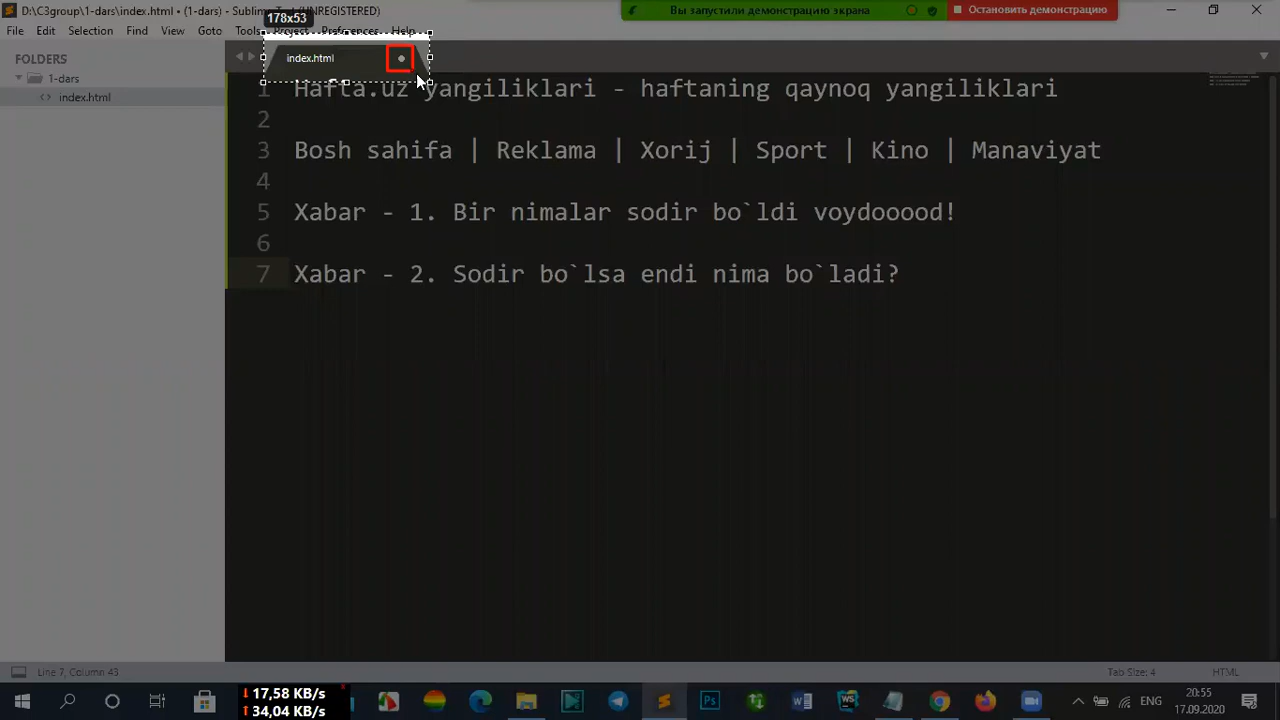 D:\C3group\1-dars\index.html • (1-dars) - Sublime Text (UNREGISTERED)
178x53
Вы запустили демонстрацию экрана
Остановить демонстрацию
File Edit Selection Find View Goto Tools Project Preferences Help
FOLDERS
1-dars
<> index.html
index.html
1 Hafta.uz yangiliklari - haftaning qaynoq yangiliklari
2
3 Bosh sahifa | Reklama | Xorij | Sport | Kino | Manaviyat
4
5 Xabar - 1. Bir nimalar sodir bo`ldi voydooood!
6
7 Xabar - 2. Sodir bo`lsa endi nima bo`ladi?
Line 7, Column 43
Tab Size: 4
HTML
17,58 KB/s
34,04 KB/s
ENG
20:55
17.09.2020